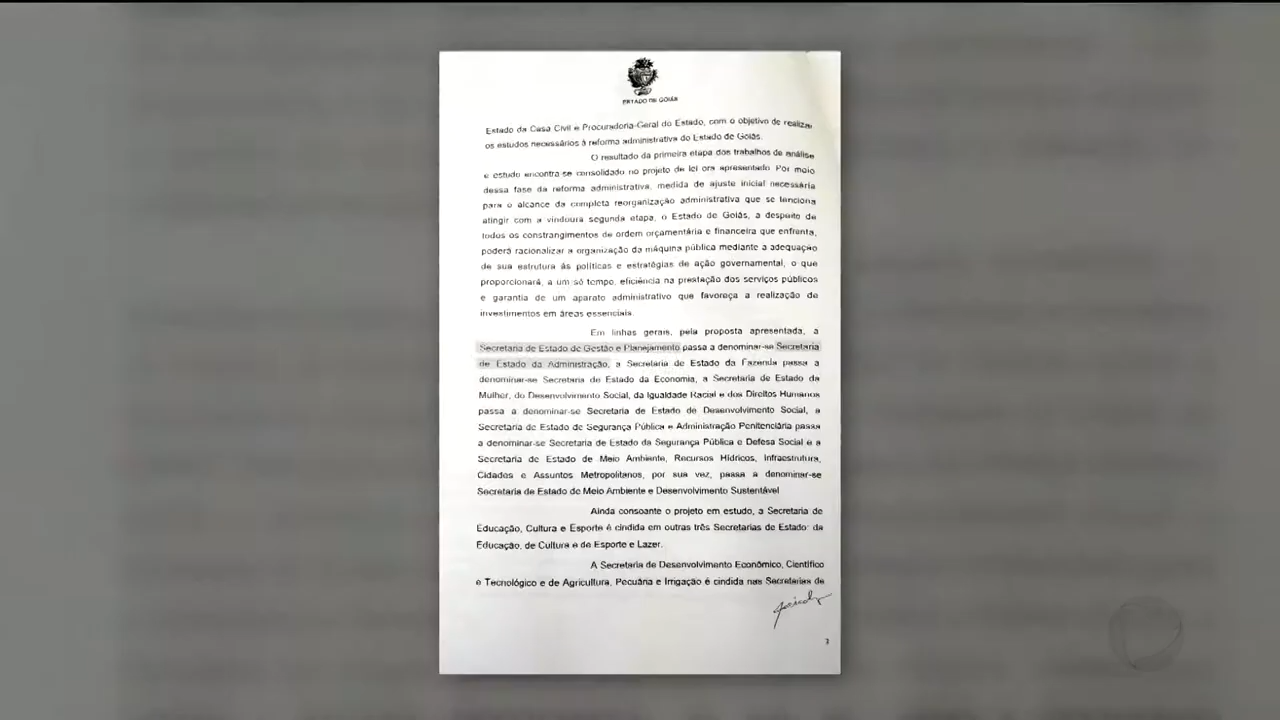 ESTADO DE GOIÁS
Estado da Casa Civil e Procuradoria-Geral do Estado, com o objetivo de realizar
os estudos necessários à reforma administrativa do Estado de Goiás.
O resultado da primeira etapa dos trabalhos de análise
e estudo encontra-se consolidado no projeto de lei ora apresentado. Por meio
dessa fase da reforma administrativa, medida de ajuste inicial necessária
para o alcance da completa reorganização administrativa que se tenciona
atingir com a vindoura segunda etapa, o Estado de Goiás, a despeito de
todos os constrangimentos de ordem orçamentária e financeira que enfrenta,
poderá racionalizar a organização da máquina pública mediante a adequação
de sua estrutura às políticas e estratégias de ação governamental, o que
proporcionará, a um só tempo, eficiência na prestação dos serviços públicos
e garantia de um aparato administrativo que favoreça a realização de
investimentos em áreas essenciais.
Em linhas gerais, pela proposta apresentada, a
Secretaria de Estado de Gestão e Planejamento passa a denominar-se Secretaria
de Estado da Administração, a Secretaria de Estado da Fazenda passa a
denominar-se Secretaria de Estado da Economia, a Secretaria de Estado da
Mulher, do Desenvolvimento Social, da Igualdade Racial e dos Direitos Humanos
passa a denominar-se Secretaria de Estado de Desenvolvimento Social, a
Secretaria de Estado de Segurança Pública e Administração Penitenciária passa
a denominar-se Secretaria de Estado da Segurança Pública e Defesa Social e a
Secretaria de Estado de Meio Ambiente, Recursos Hídricos, Infraestrutura,
Cidades e Assuntos Metropolitanos, por sua vez, passa a denominar-se
Secretaria de Estado de Meio Ambiente e Desenvolvimento Sustentável
Ainda consoante o projeto em estudo, a Secretaria de
Educação, Cultura e Esporte é cindida em outras três Secretarias de Estado: da
Educação, de Cultura e de Esporte e Lazer.
A Secretaria de Desenvolvimento Econômico, Científico
e Tecnológico e de Agricultura, Pecuária e Irrigação é cindida nas Secretarias de